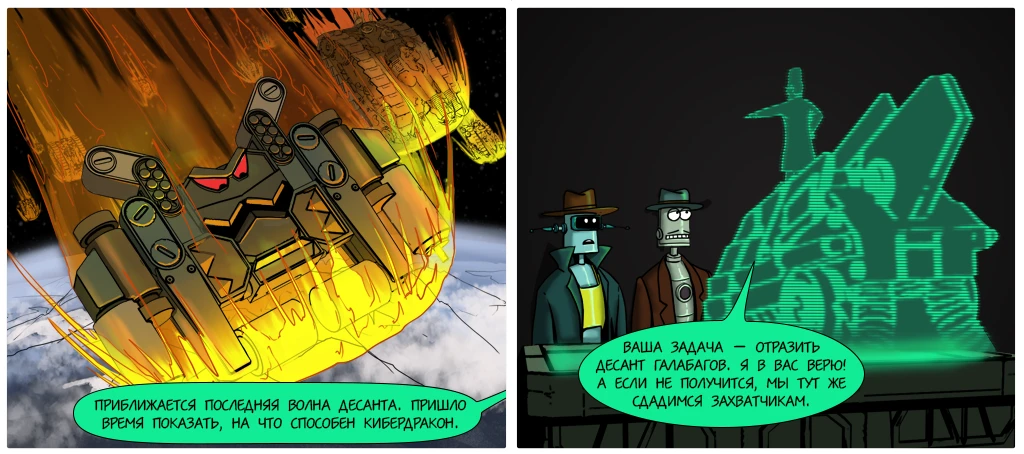 ПРИБЛИЖАЕТСЯ ПОСЛЕДНЯЯ ВОЛНА ДЕСАНТА. ПРИШЛО
ВРЕМЯ ПОКАЗАТЬ, НА ЧТО СПОСОБЕН КИБЕРДРАКОН.
ВАША ЗАДАЧА — ОТРАЗИТЬ
ДЕСАНТ ГАЛАБАГОВ. Я В ВАС ВЕРЮ!
А ЕСЛИ НЕ ПОЛУЧИТСЯ, МЫ ТУТ ЖЕ
СДАДИМСЯ ЗАХВАТЧИКАМ.